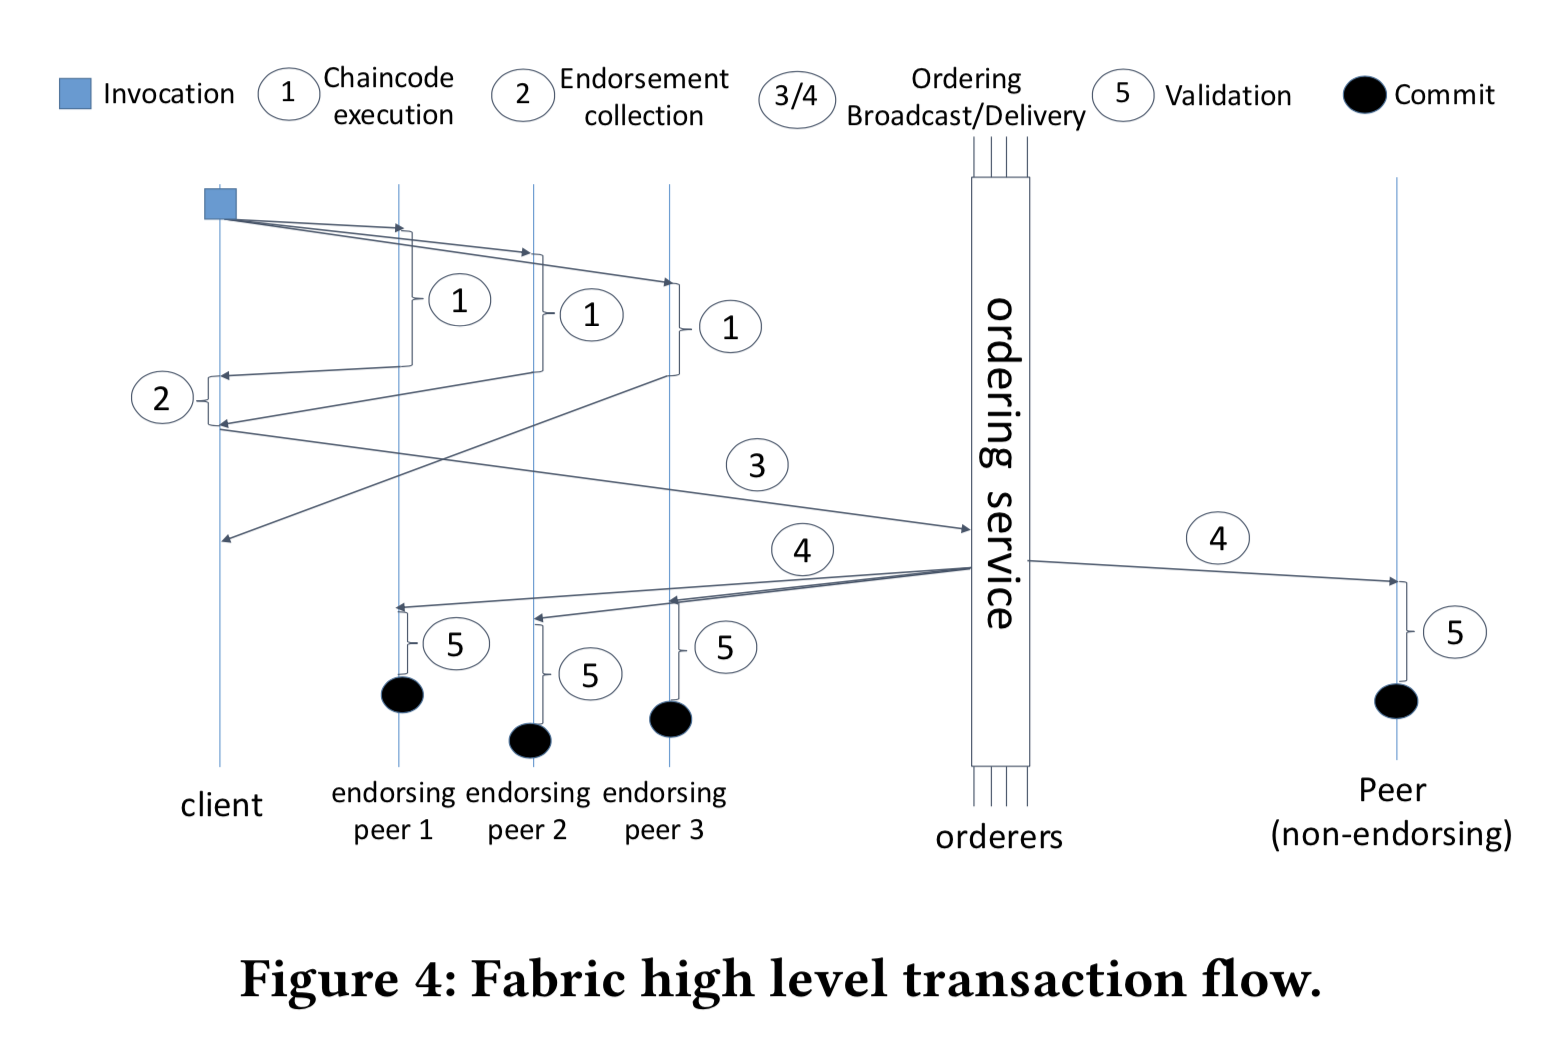 Invocation
1
Chaincode
execution
2
Endorsement
collection
3/4
Ordering
Broadcast/Delivery
5
Validation
Commit
1
1
1
2
3
4
4
5
5
5
5
ordering service
client
endorsing
peer 1
endorsing
peer 2
endorsing
peer 3
orderers
Peer
(non-endorsing)
Figure 4: Fabric high level transaction flow.